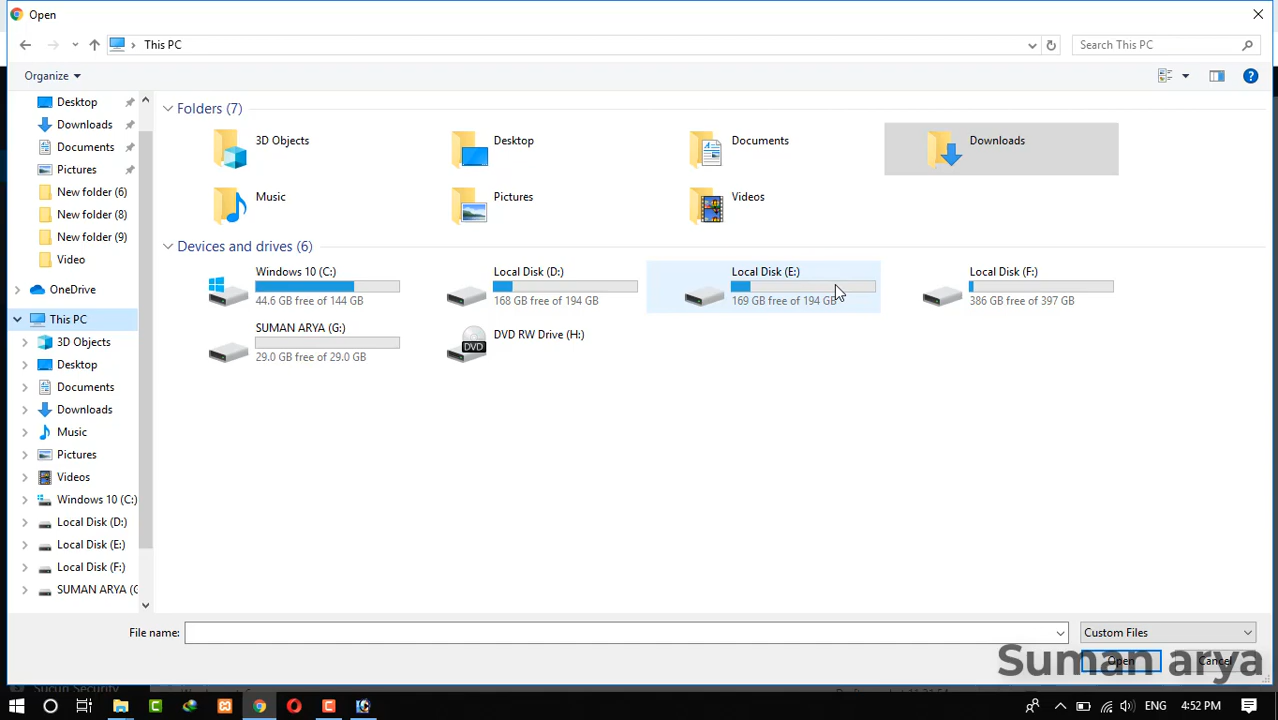 Open
This PC
Search This PC
Organize
Desktop
Downloads
Documents
Pictures
New folder (6)
New folder (8)
New folder (9)
Video
OneDrive
This PC
3D Objects
Desktop
Documents
Downloads
Music
Pictures
Videos
Windows 10 (C:)
Local Disk (D:)
Local Disk (E:)
Local Disk (F:)
SUMAN ARYA (G
Folders (7)
3D Objects
Desktop
Documents
Downloads
Music
Pictures
Videos
Devices and drives (6)
Windows 10 (C:)
44.6 GB free of 144 GB
Local Disk (D:)
168 GB free of 194 GB
Local Disk (E:)
169 GB free of 194 GB
Local Disk (F:)
386 GB free of 397 GB
SUMAN ARYA (G:)
29.0 GB free of 29.0 GB
DVD RW Drive (H:)
DVD
File name:
Custom Files
Open
Cancel
Suman arya
Sucuri Security
ENG
4:52 PM